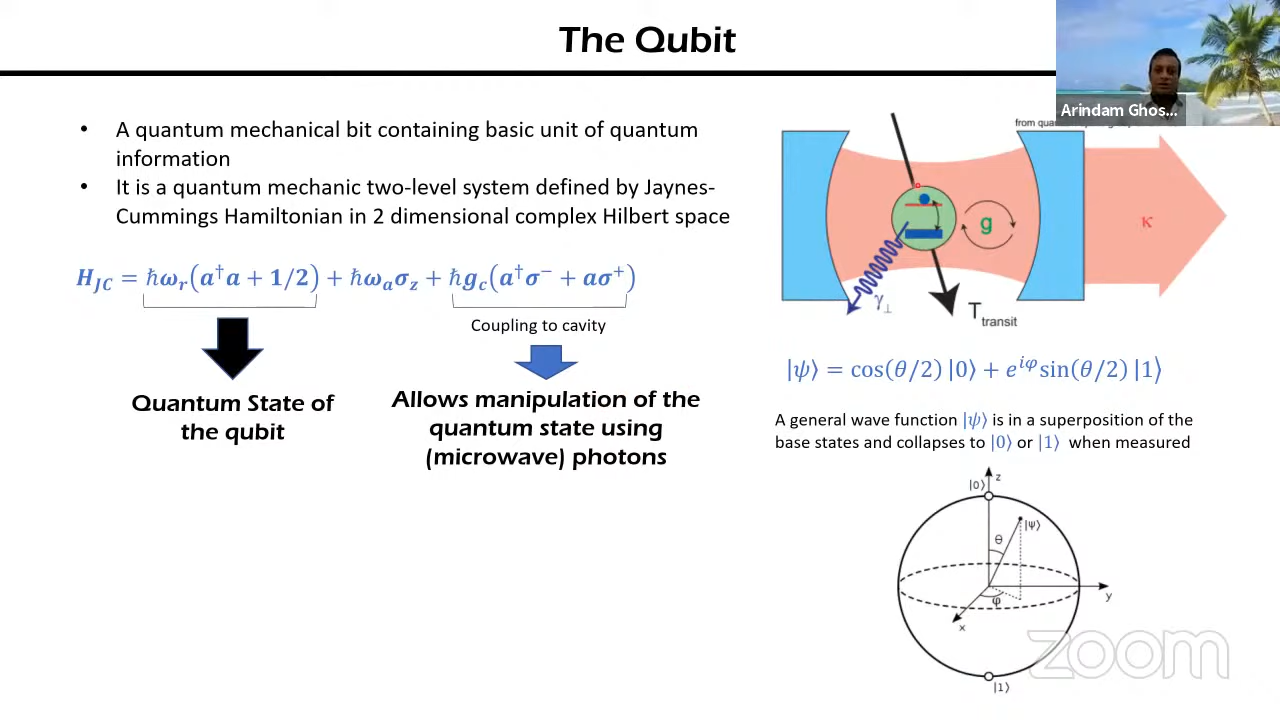 The Qubit
Arindam Ghos...
• A quantum mechanical bit containing basic unit of quantum
information
• It is a quantum mechanic two-level system defined by Jaynes-
Cummings Hamiltonian in 2 dimensional complex Hilbert space
H_JC = ħω_r(a†a + 1/2) + ħω_aσ_z + ħg_c(a†σ⁻ + aσ⁺)
Coupling to cavity
Quantum State of
the qubit
Allows manipulation of the
quantum state using
(microwave) photons
g
κ
γ⊥
T transit
|ψ⟩ = cos(θ/2) |0⟩ + e^{iφ} sin(θ/2) |1⟩
A general wave function |ψ⟩ is in a superposition of the
base states and collapses to |0⟩ or |1⟩ when measured
|0⟩ z
|Ψ⟩
θ
φ
y
x
|1⟩
zoom